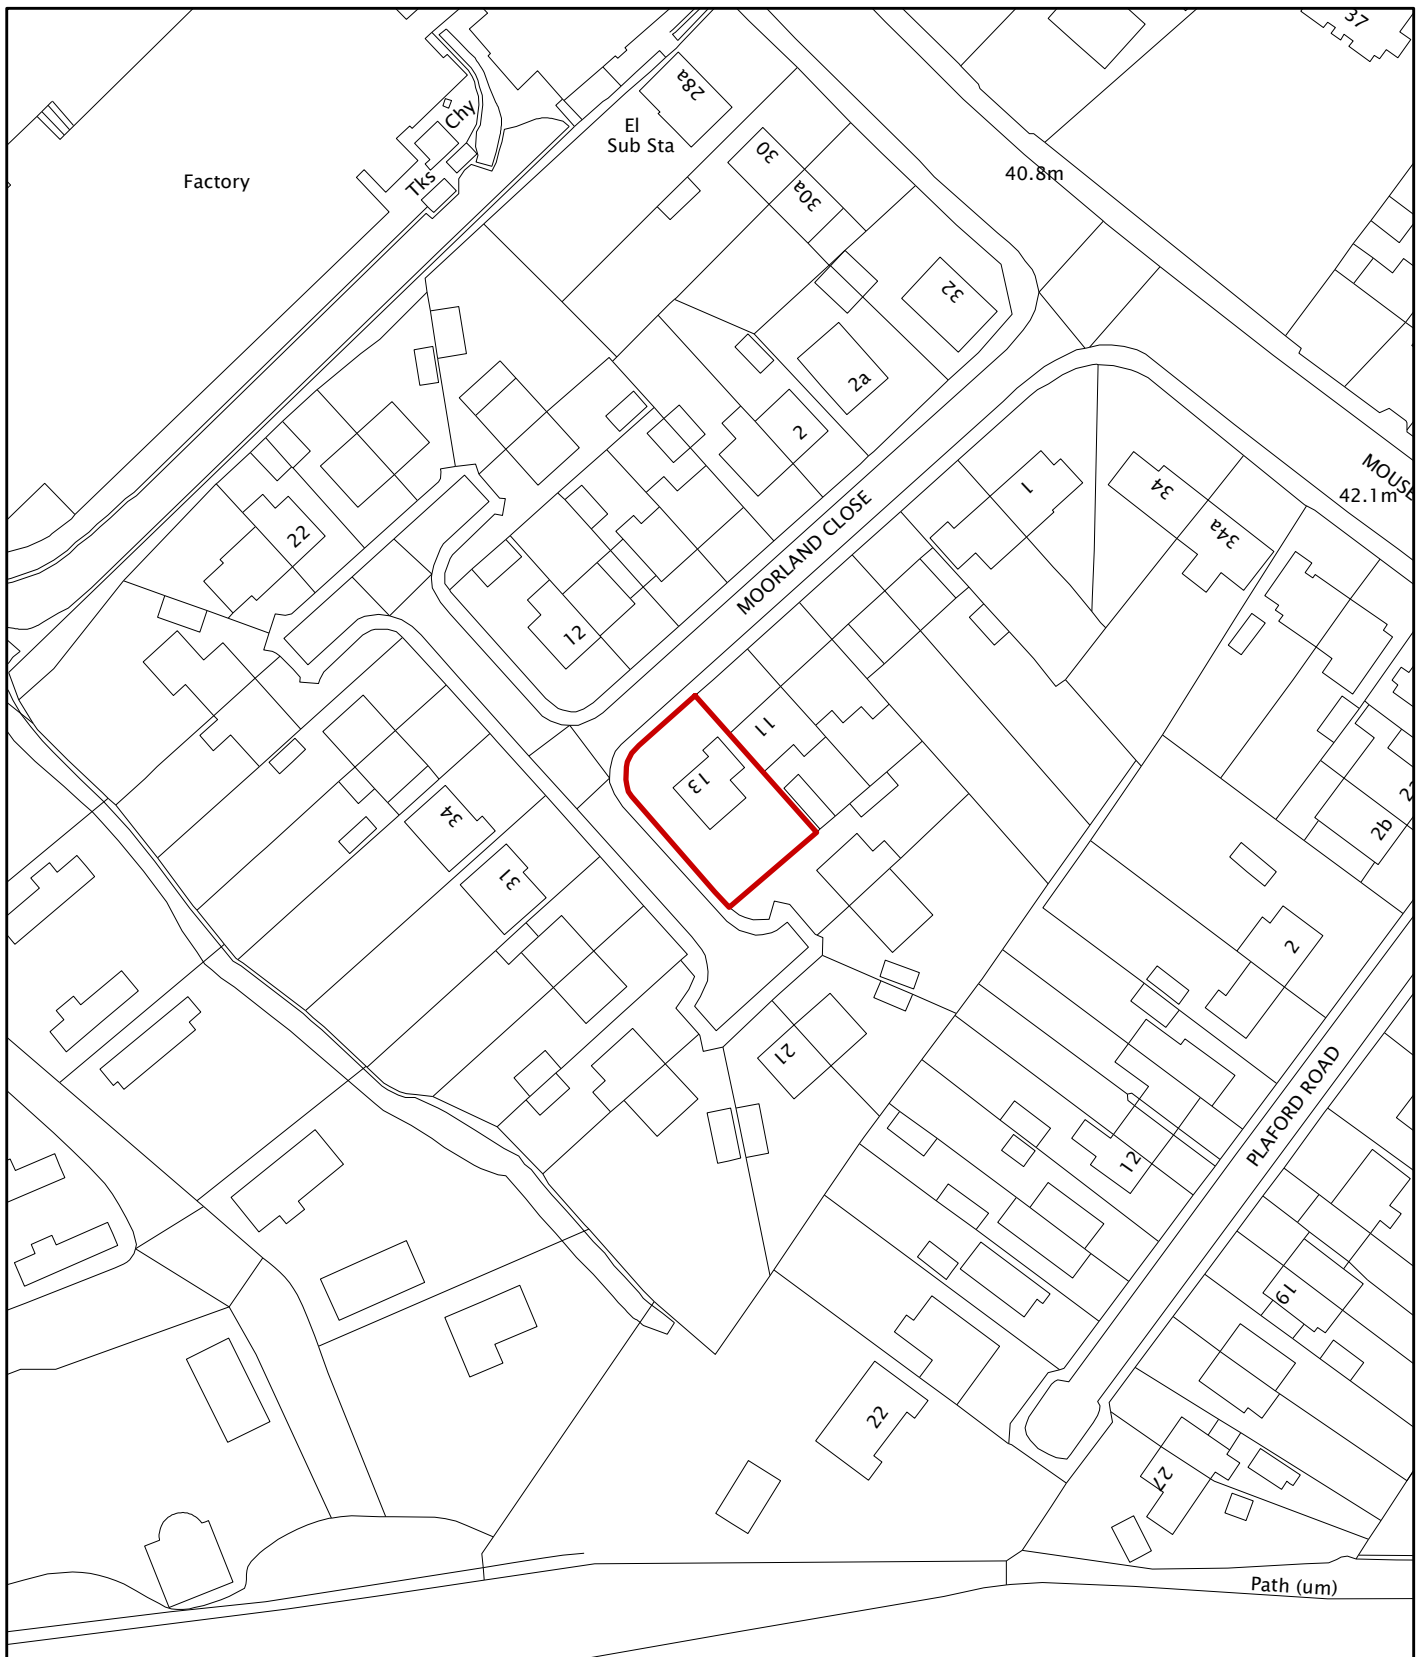 37
28a
Chy
El
Sub Sta
30
Factory
Tks
40.8m
30a
32
2a
2
MOUSE
1
34
42.1m
22
34a
MOORLAND CLOSE
12
11
13
34
2b
31
2
21
PLAFORD ROAD
12
19
22
27
Path (um)